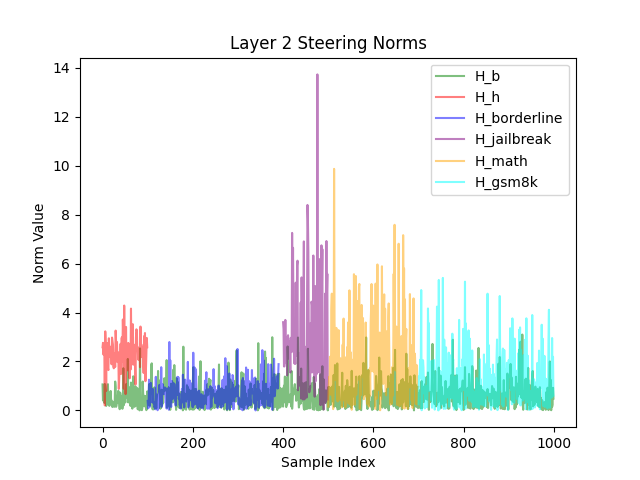 Layer 2 Steering Norms
Norm Value
14
12
10
8
6
4
2
0
H_b
H_h
H_borderline
H_jailbreak
H_math
H_gsm8k
0 200 400 600 800 1000
Sample Index